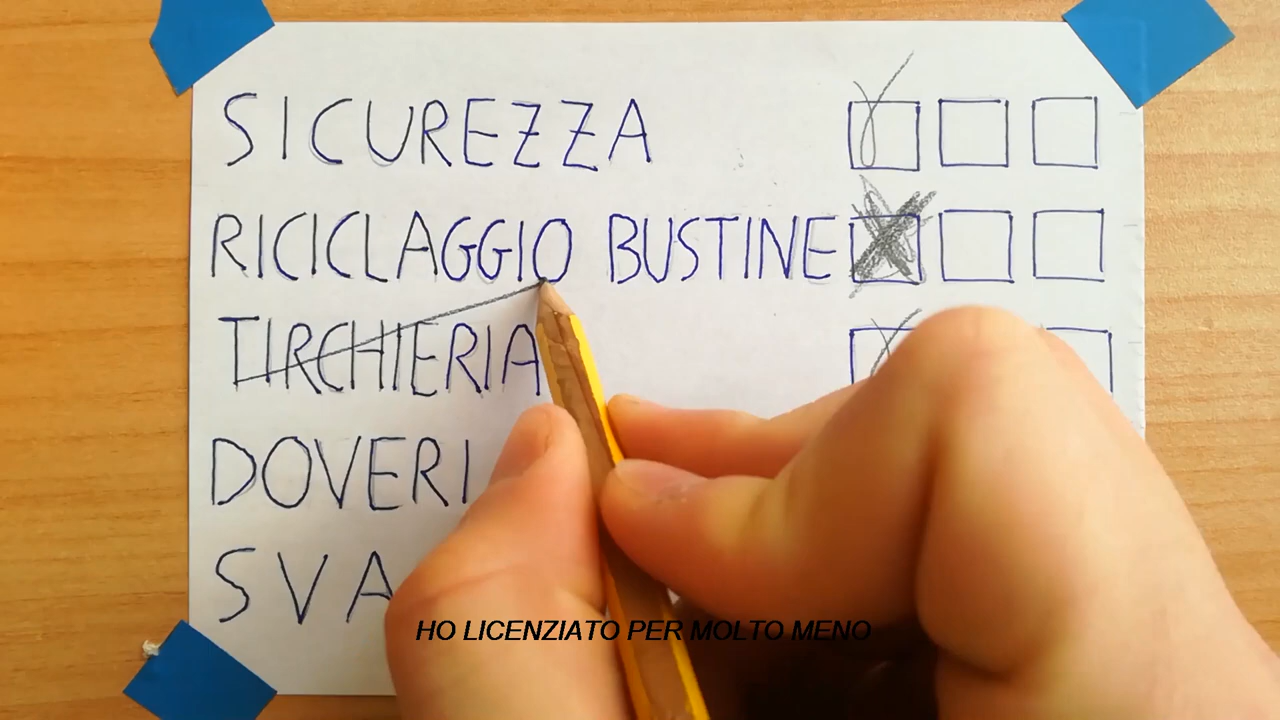 SICUREZZA
RICICLAGGIO BUSTINE
TIRCHIERIA
DOVERI
SVA
HO LICENZIATO PER MOLTO MENO